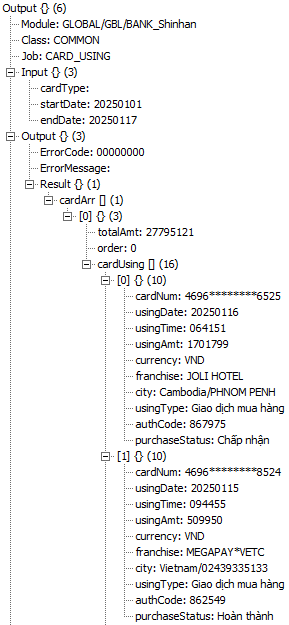 Output {} (6)
Module: GLOBAL/GBL/BANK_Shinhan
Class: COMMON
Job: CARD_USING
Input {} (3)
cardType:
startDate: 20250101
endDate: 20250117
Output {} (3)
ErrorCode: 00000000
ErrorMessage:
Result {} (1)
cardArr [] (1)
[0] {} (3)
totalAmt: 27795121
order: 0
cardUsing [] (16)
[0] {} (10)
cardNum: 4696********6525
usingDate: 20250116
usingTime: 064151
usingAmt: 1701799
currency: VND
franchise: JOLI HOTEL
city: Cambodia/PHNOM PENH
usingType: Giao dịch mua hàng
authCode: 867975
purchaseStatus: Chấp nhận
[1] {} (10)
cardNum: 4696********8524
usingDate: 20250115
usingTime: 094455
usingAmt: 509950
currency: VND
franchise: MEGAPAY*VETC
city: Vietnam/02439335133
usingType: Giao dịch mua hàng
authCode: 862549
purchaseStatus: Hoàn thành